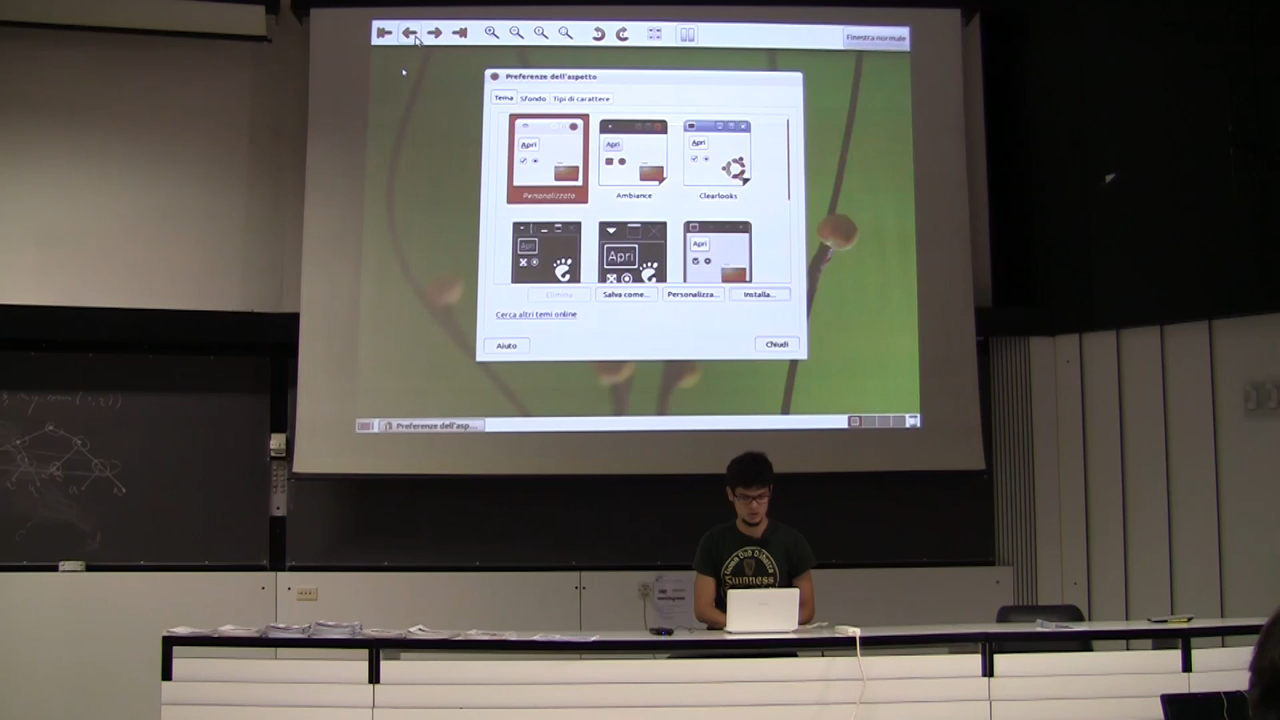 Finestra normale
Preferenze dell'aspetto
Tema Sfondo Tipi di carattere
Apri Apri Apri
Personalizzato Ambiance Clearlooks
Apri Apri Apri
Elimina Salva come... Personalizza... Installa...
Cerca altri temi online
Aiuto Chiudi
Preferenze dell'asp...
GUINNESS